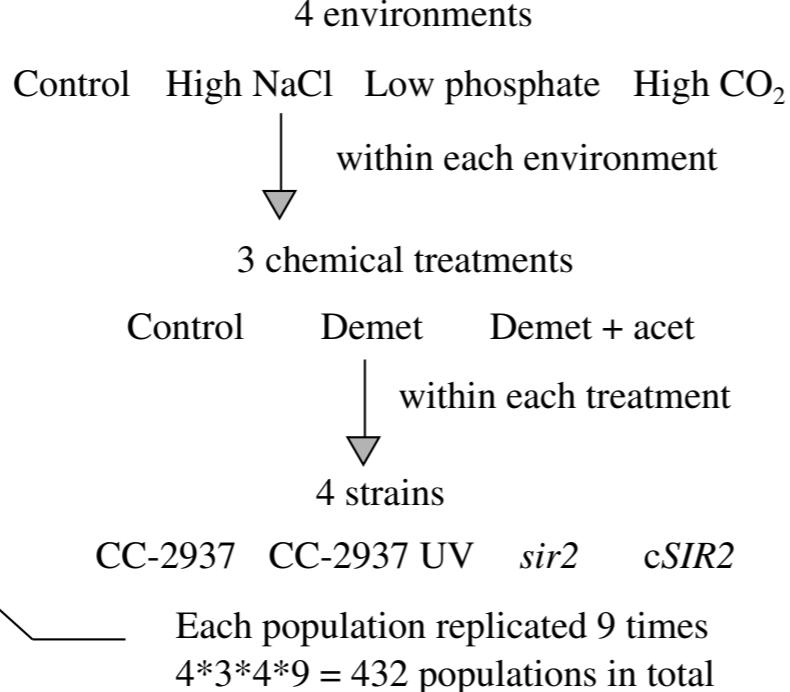 4 environments
Control High NaCl Low phosphate High CO₂
within each environment
3 chemical treatments
Control Demet Demet + acet
within each treatment
4 strains
CC-2937 CC-2937 UV sir2 cSIR2
Each population replicated 9 times
4*3*4*9 = 432 populations in total